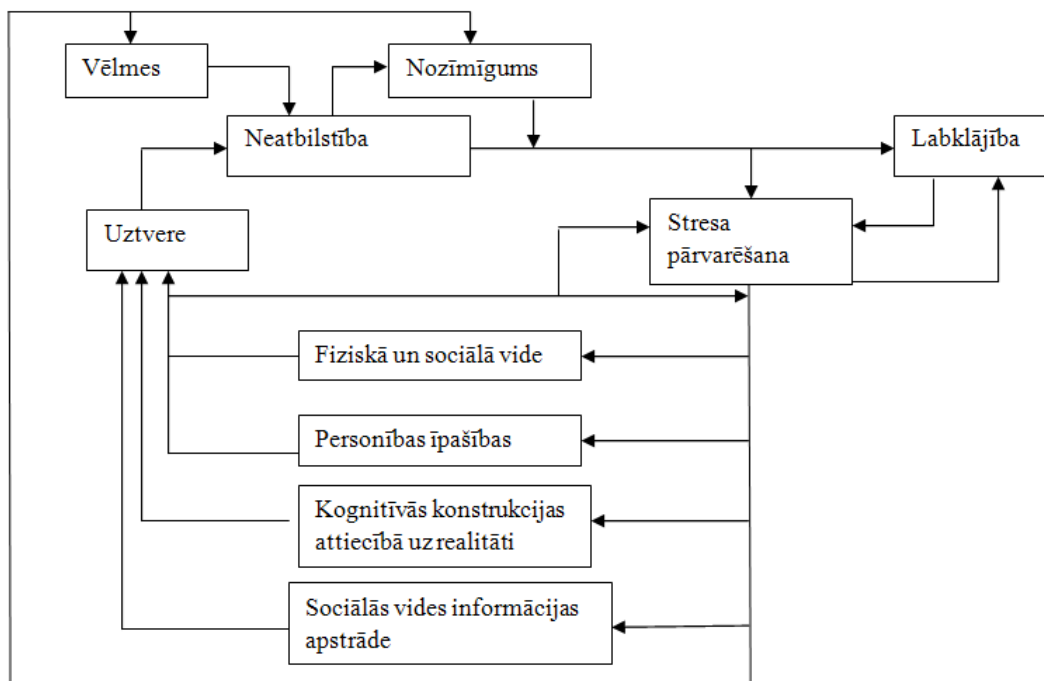 Vēlmes
Nozīmīgums
Neatbilstība
Labklājība
Uztvere
Stresa
pārvarēšana
Fiziskā un sociālā vide
Personības īpašības
Kognitīvās konstrukcijas
attiecībā uz realitāti
Sociālās vides informācijas
apstrāde